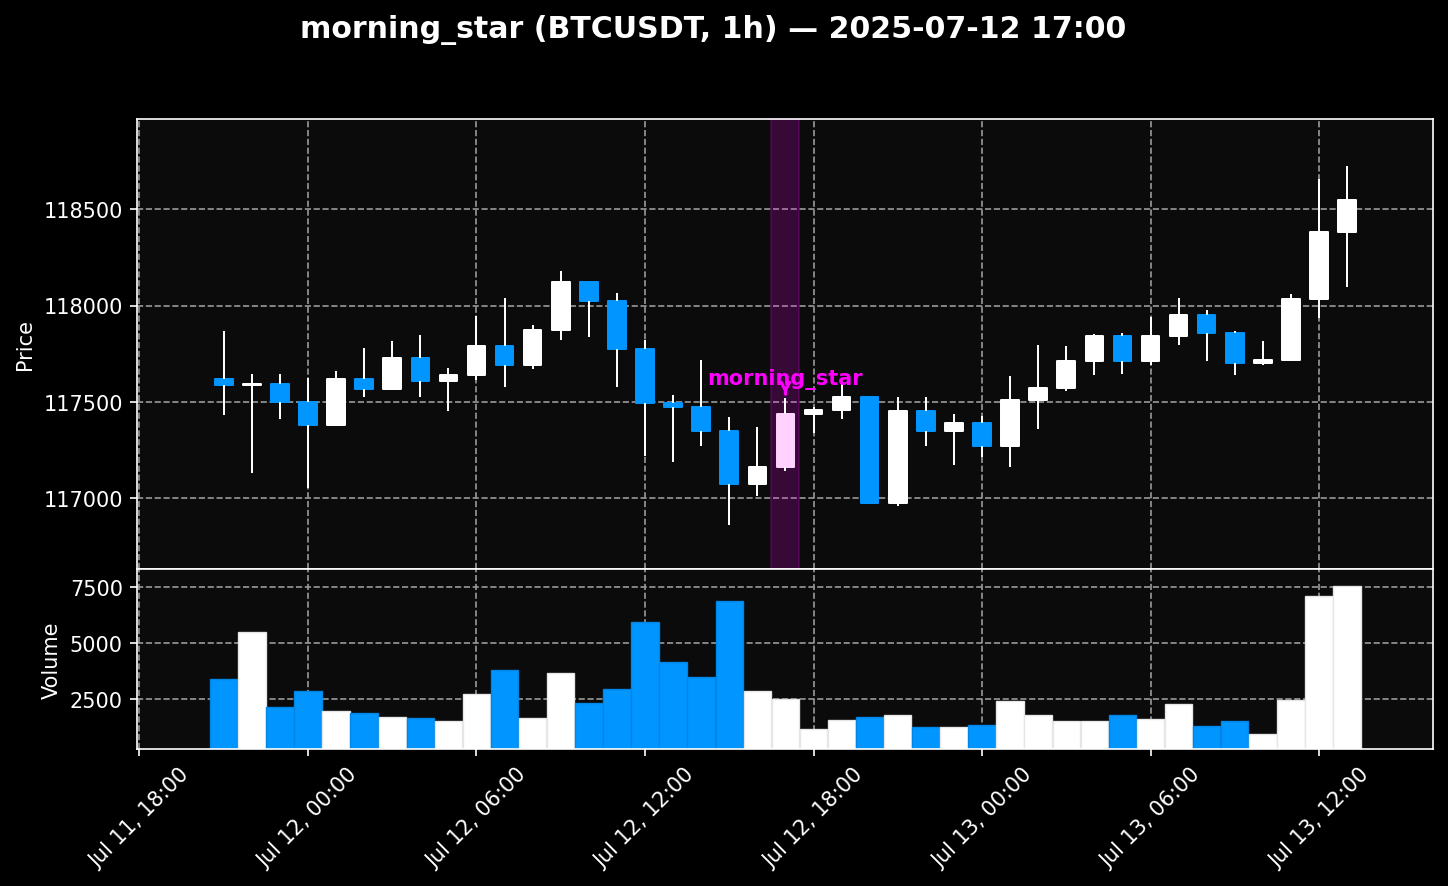 morning_star (BTCUSDT, 1h) — 2025-07-12 17:00
118500
118000
117500
117000
Price
morning_star
7500
5000
2500
Volume
Jul 11, 18:00
Jul 12, 00:00
Jul 12, 06:00
Jul 12, 12:00
Jul 12, 18:00
Jul 13, 00:00
Jul 13, 06:00
Jul 13, 12:00